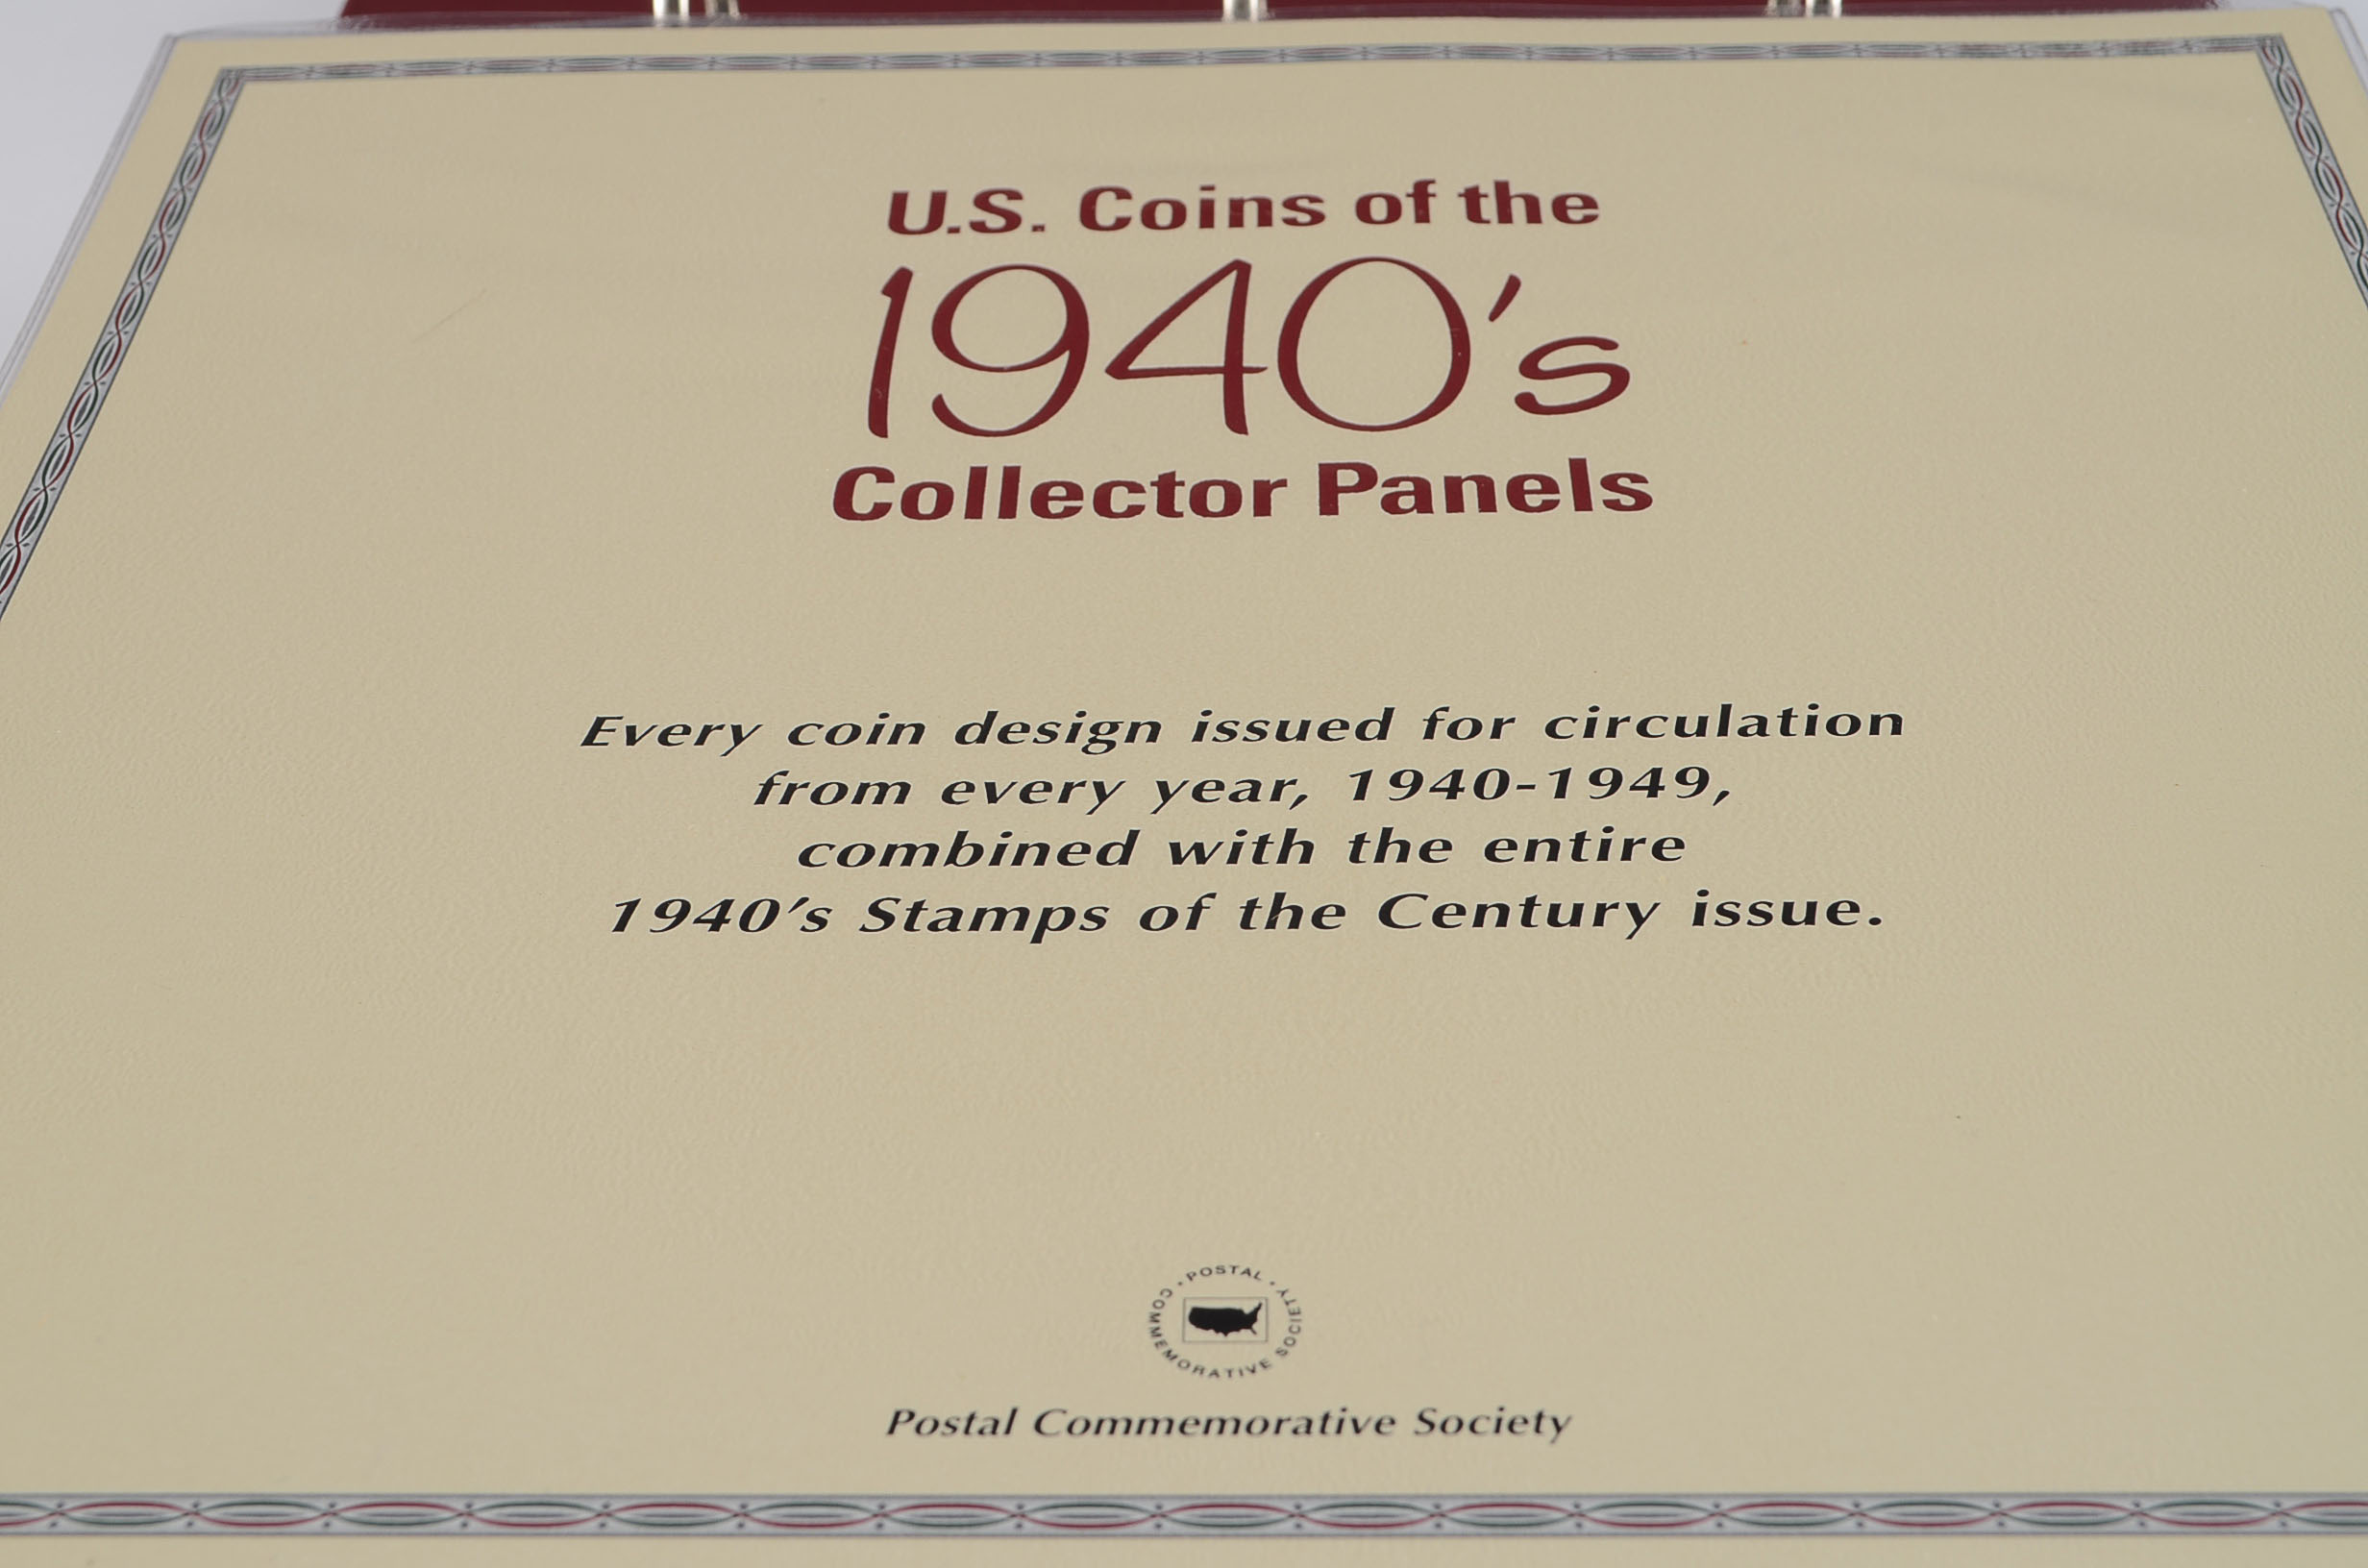 U.S. Coins of the
1940's
Collector Panels
Every coin design issued for circulation
from every year, 1940-1949,
combined with the entire
1940's Stamps of the Century issue.
· POSTAL ·
COMMEMORATIVE SOCIETY
Postal Commemorative Society